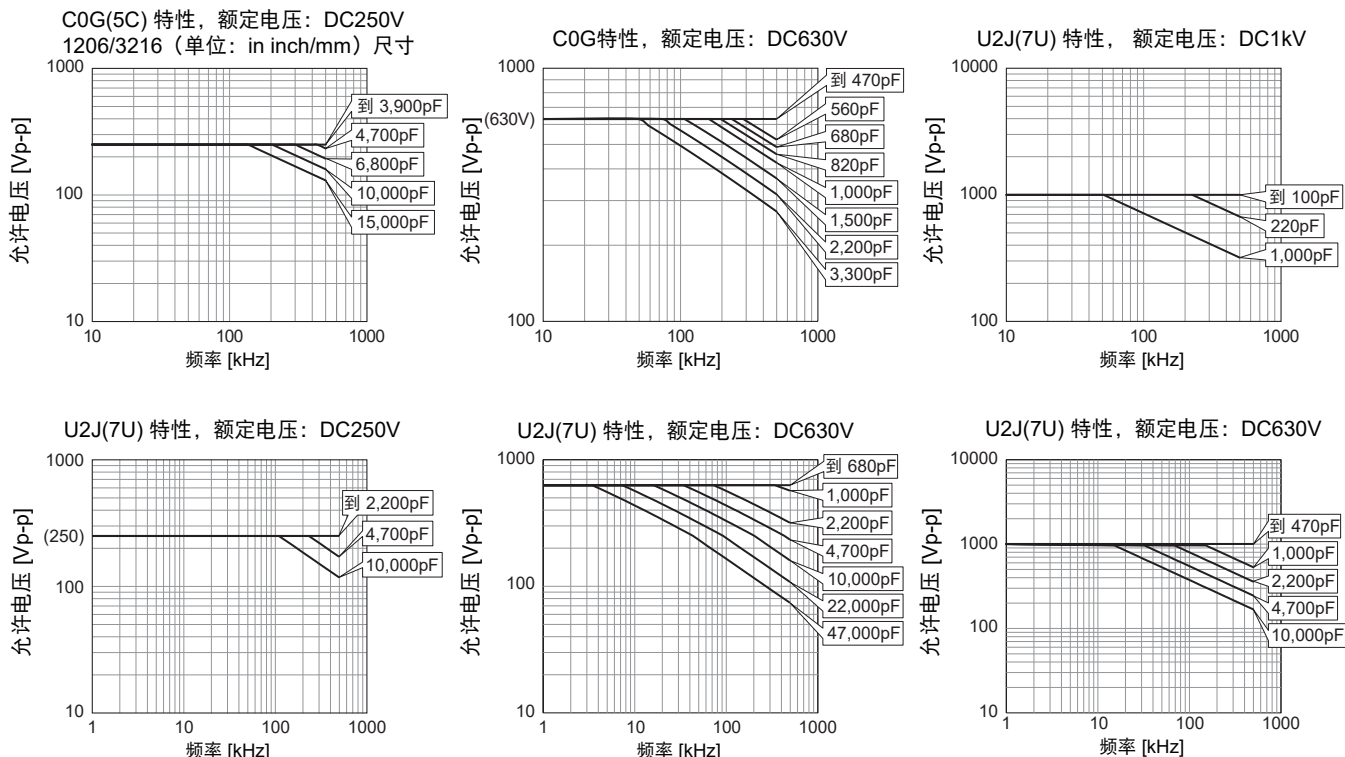 C0G(5C) 特性，额定电压：DC250V
1206/3216（单位：in inch/mm）尺寸
允许电压 [Vp-p]
1000
100
10
10
100
1000
频率 [kHz]
到 3,900pF
4,700pF
6,800pF
10,000pF
15,000pF
C0G特性，额定电压：DC630V
允许电压 [Vp-p]
1000
(630V)
100
10
100
1000
频率 [kHz]
到 470pF
560pF
680pF
820pF
1,000pF
1,500pF
2,200pF
3,300pF
U2J(7U) 特性， 额定电压：DC1kV
允许电压 [Vp-p]
10000
1000
100
10
100
1000
频率 [kHz]
到 100pF
220pF
1,000pF
U2J(7U) 特性，额定电压：DC250V
允许电压 [Vp-p]
1000
(250)
100
10
1
10
100
1000
频率 [kHz]
到 2,200pF
4,700pF
10,000pF
U2J(7U) 特性，额定电压：DC630V
允许电压 [Vp-p]
1000
100
10
1
10
100
1000
频率 [kHz]
到 680pF
1,000pF
2,200pF
4,700pF
10,000pF
22,000pF
47,000pF
U2J(7U) 特性，额定电压：DC630V
允许电压 [Vp-p]
10000
1000
100
10
1
10
100
1000
频率 [kHz]
到 470pF
1,000pF
2,200pF
4,700pF
10,000pF